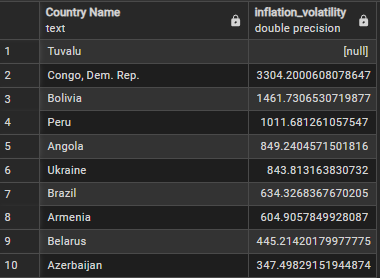 Country Name inflation_volatility
text double precision
1 Tuvalu [null]
2 Congo, Dem. Rep. 3304.2000608078647
3 Bolivia 1461.7306530719877
4 Peru 1011.681261057547
5 Angola 849.2404571501816
6 Ukraine 843.813163830732
7 Brazil 634.3268367670205
8 Armenia 604.9057849928087
9 Belarus 445.21420179977775
10 Azerbaijan 347.49829151944874